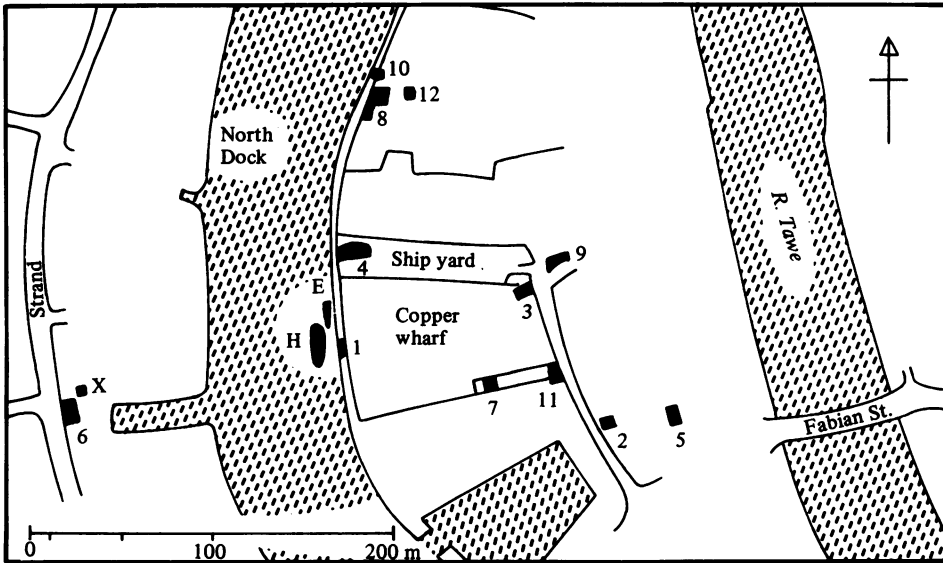 10
12
8
North
Dock
R. Tawe
9
Ship yard
4
Strand
E
3
Copper
wharf
H
1
X
7
11
6
2
5
Fabian St.
0
100
200 m